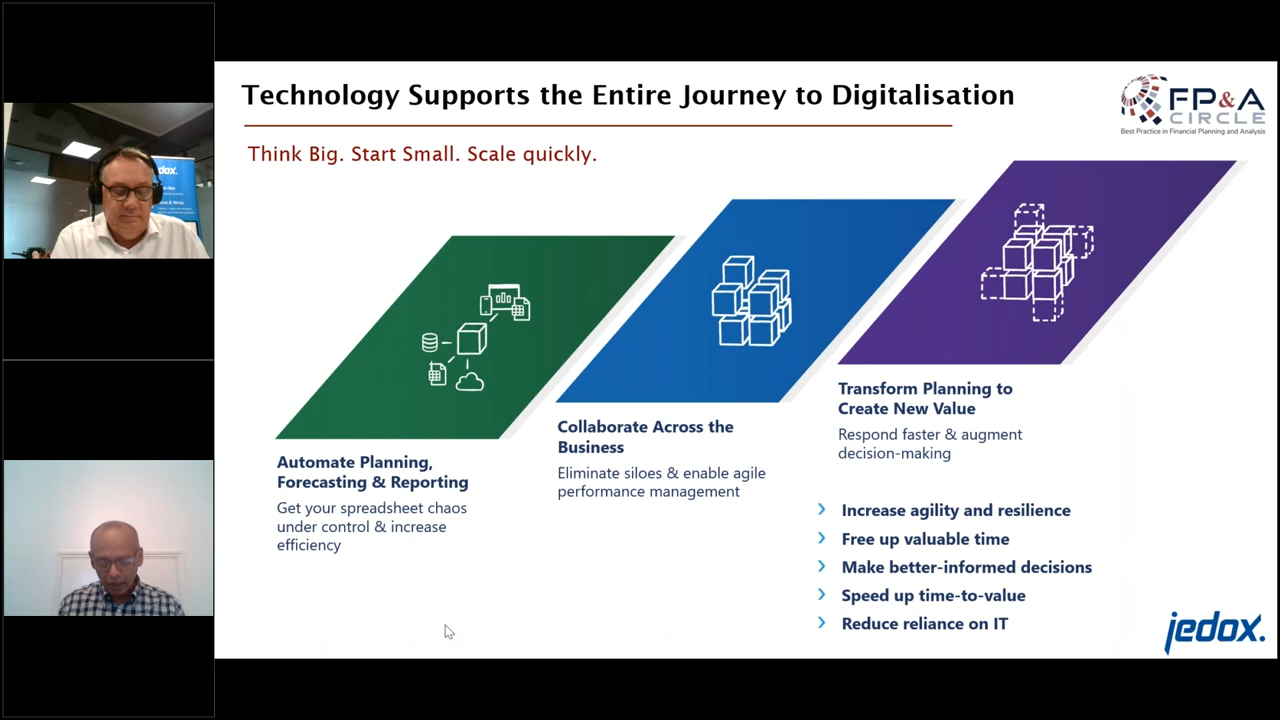 Technology Supports the Entire Journey to Digitalisation
FP&A
CIRCLE
Best Practice in Financial Planning and Analysis
Think Big. Start Small. Scale quickly.
Automate Planning,
Forecasting & Reporting
Get your spreadsheet chaos
under control & increase
efficiency
Collaborate Across the
Business
Eliminate siloes & enable agile
performance management
Transform Planning to
Create New Value
Respond faster & augment
decision-making
› Increase agility and resilience
› Free up valuable time
› Make better-informed decisions
› Speed up time-to-value
› Reduce reliance on IT
jedox.